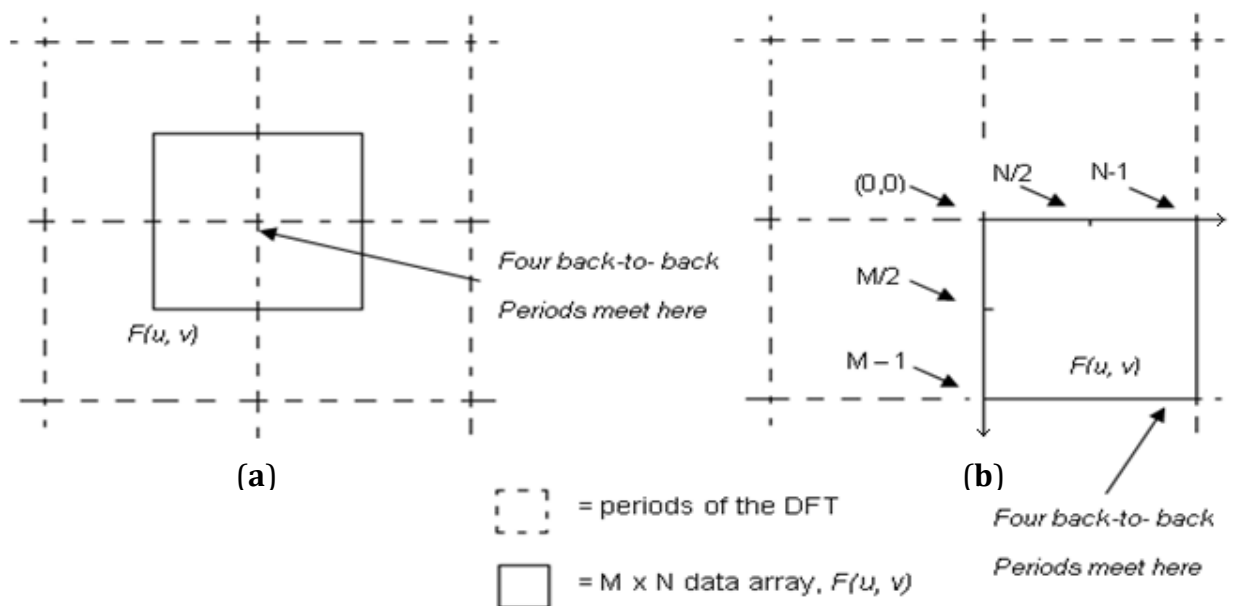 (0,0)
N/2
N-1
Four back-to- back
Periods meet here
M/2
F(u, v)
M – 1
F(u, v)
(a)
(b)
= periods of the DFT
Four back-to- back
Periods meet here
= M x N data array, F(u, v)